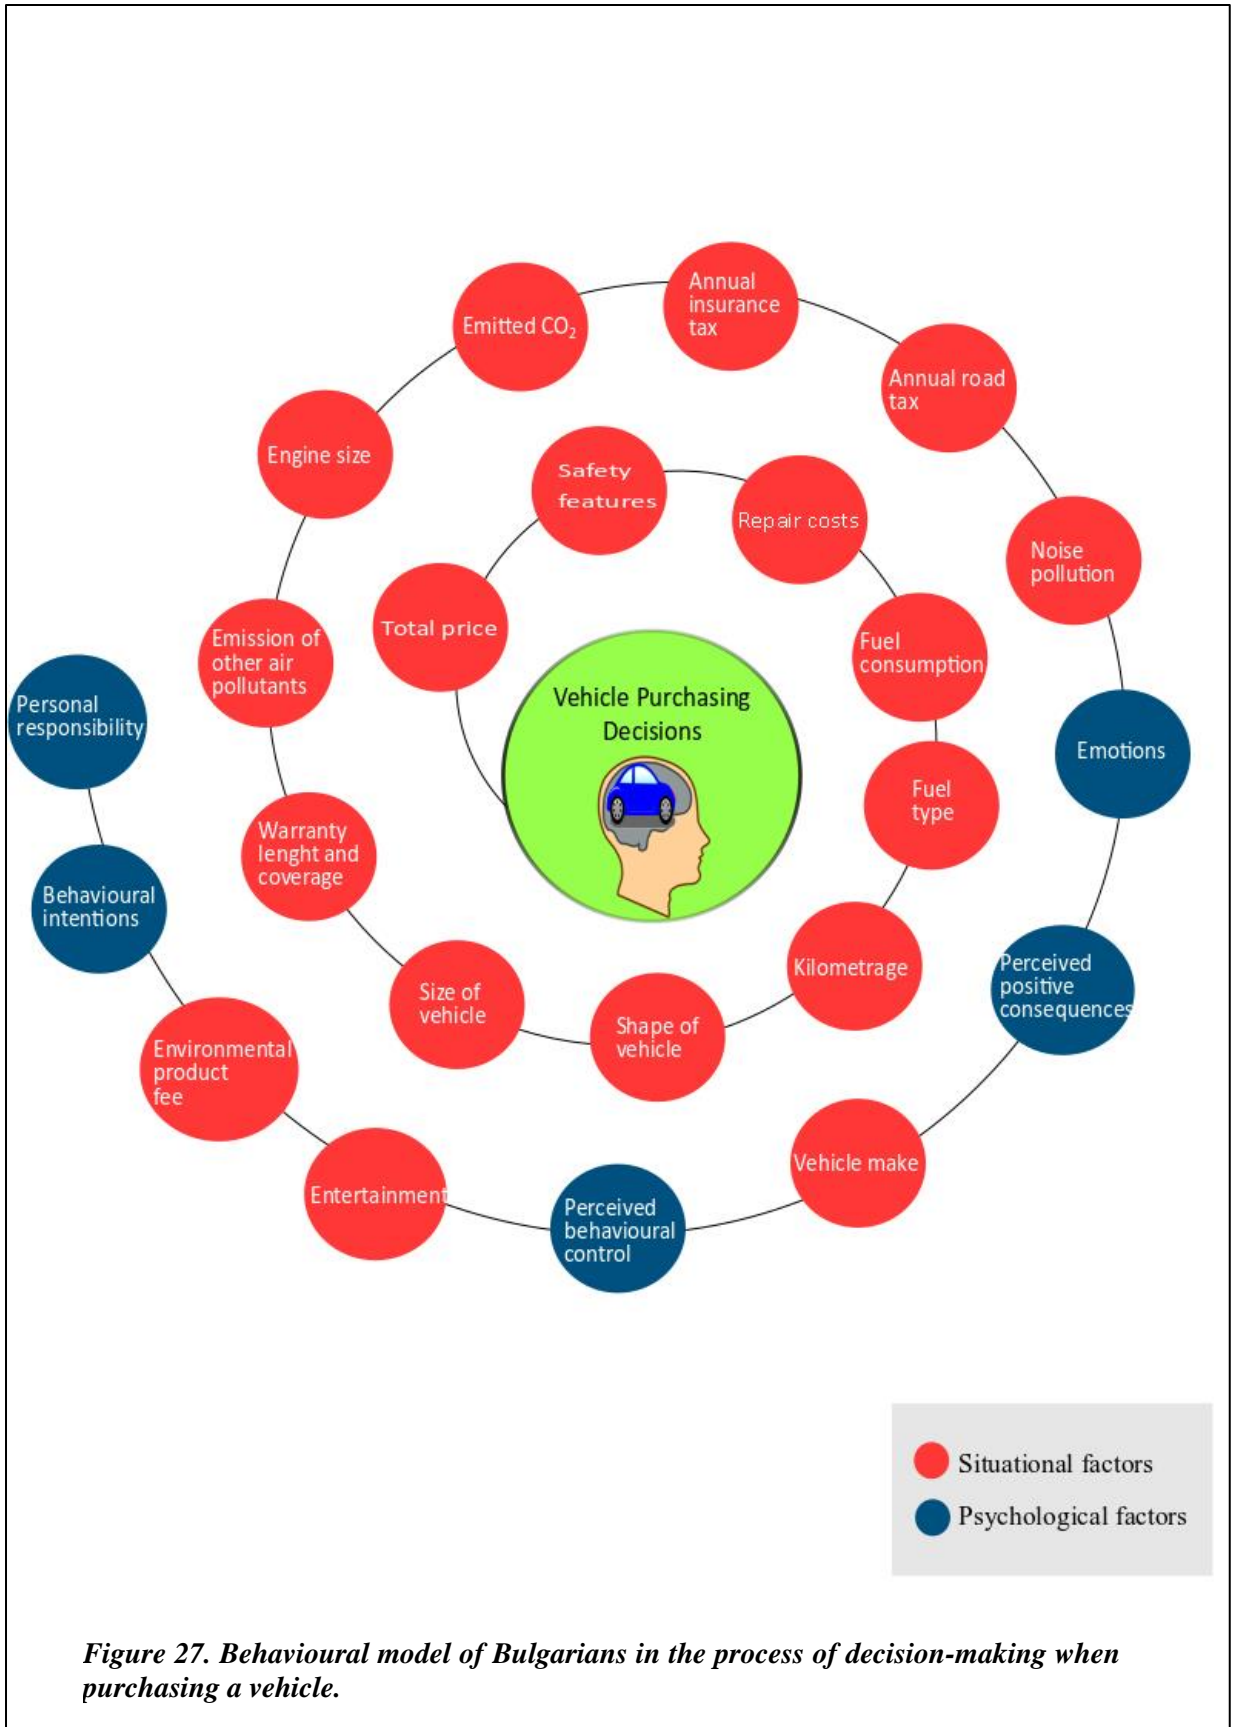 Annual
insurance
tax
Emitted CO₂
Annual road
tax
Engine size
Safety
features
Repair costs
Noise
pollution
Total price
Fuel
consumption
Emission of
other air
pollutants
Personal
responsibility
Vehicle Purchasing
Decisions
Emotions
Fuel
type
Warranty
lenght and
coverage
Behavioural
intentions
Perceived
positive
consequences
Kilometrage
Size of
vehicle
Shape of
vehicle
Environmental
product
fee
Vehicle make
Entertainment
Perceived
behavioural
control
Situational factors
Psychological factors
Figure 27. Behavioural model of Bulgarians in the process of decision-making when
purchasing a vehicle.